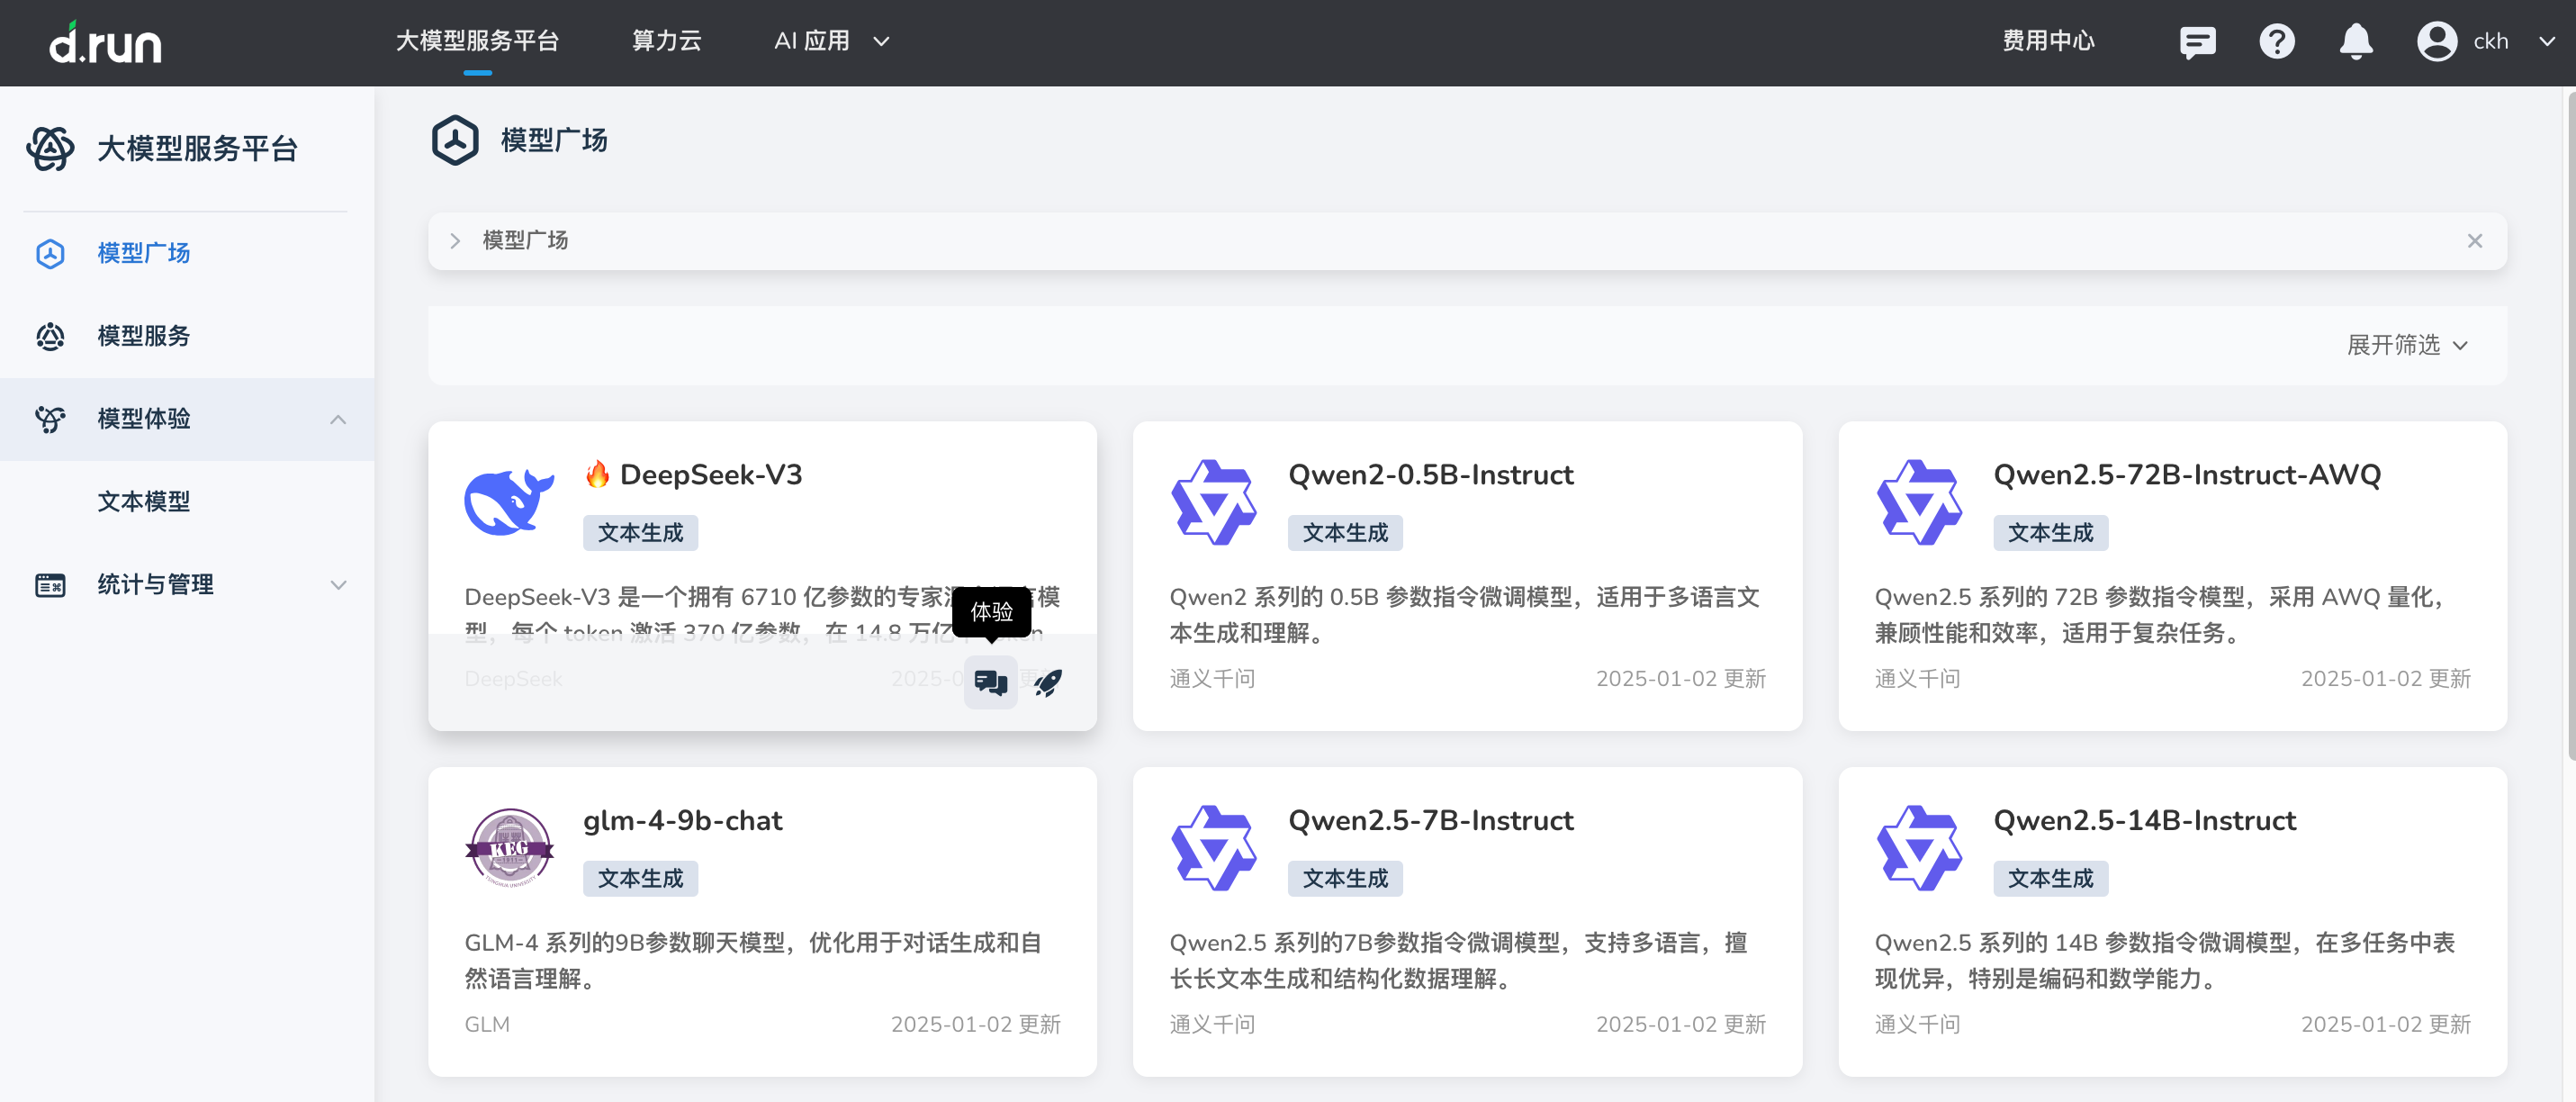 d.run
大模型服务平台
算力云
AI 应用
费用中心
ckh
大模型服务平台
模型广场
模型服务
模型体验
文本模型
统计与管理
模型广场
模型广场
展开筛选
🔥 DeepSeek-V3
文本生成
DeepSeek-V3 是一个拥有 6710 亿参数的专家模
型，每个 token 激活 370 亿参数，在 14.8 万亿
体验
DeepSeek
Qwen2-0.5B-Instruct
文本生成
Qwen2 系列的 0.5B 参数指令微调模型，适用于多语言文
本生成和理解。
通义千问
2025-01-02 更新
Qwen2.5-72B-Instruct-AWQ
文本生成
Qwen2.5 系列的 72B 参数指令模型，采用 AWQ 量化，
兼顾性能和效率，适用于复杂任务。
通义千问
2025-01-02 更新
glm-4-9b-chat
文本生成
KEG
GLM-4 系列的9B参数聊天模型，优化用于对话生成和自
然语言理解。
GLM
2025-01-02 更新
Qwen2.5-7B-Instruct
文本生成
Qwen2.5 系列的7B参数指令微调模型，支持多语言，擅
长长文本生成和结构化数据理解。
通义千问
2025-01-02 更新
Qwen2.5-14B-Instruct
文本生成
Qwen2.5 系列的 14B 参数指令微调模型，在多任务中表
现优异，特别是编码和数学能力。
通义千问
2025-01-02 更新